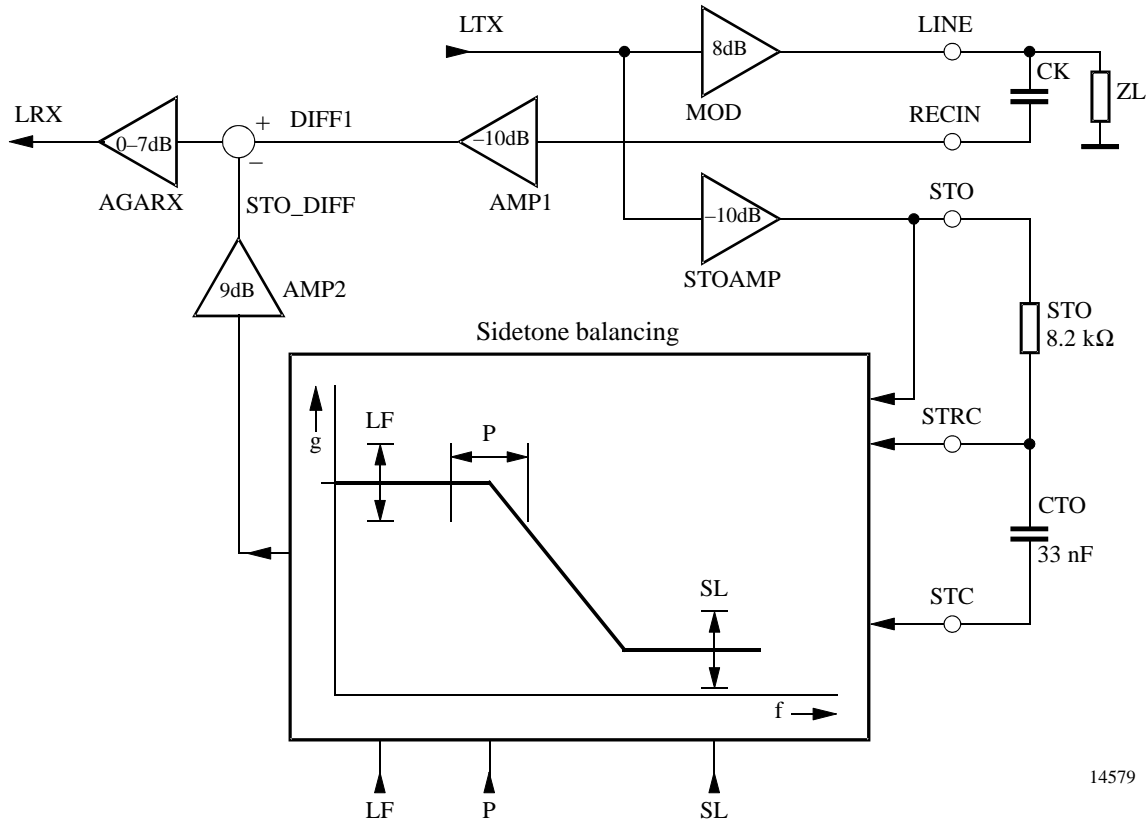 LTX
8dB
MOD
LINE
CK
ZL
LRX
0–7dB
AGARX
+
−
DIFF1
−10dB
AMP1
RECIN
STO_DIFF
−10dB
STOAMP
STO
9dB
AMP2
STO
8.2 kΩ
Sidetone balancing
g
LF
P
SL
f
STRC
CTO
33 nF
STC
LF
P
SL
14579